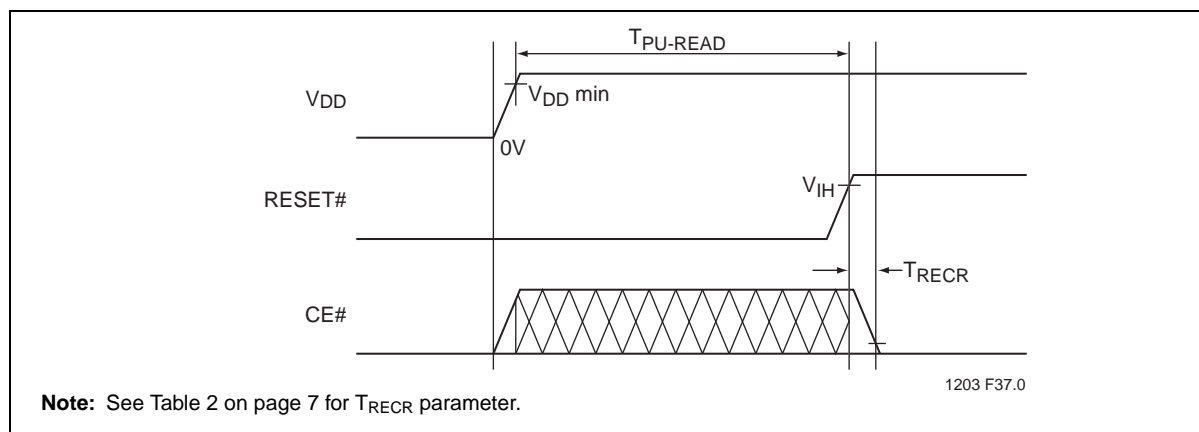 TPU-READ
VDD
VDD min
0V
VIH
RESET#
TRECR
CE#
1203 F37.0
Note: See Table 2 on page 7 for TRECR parameter.